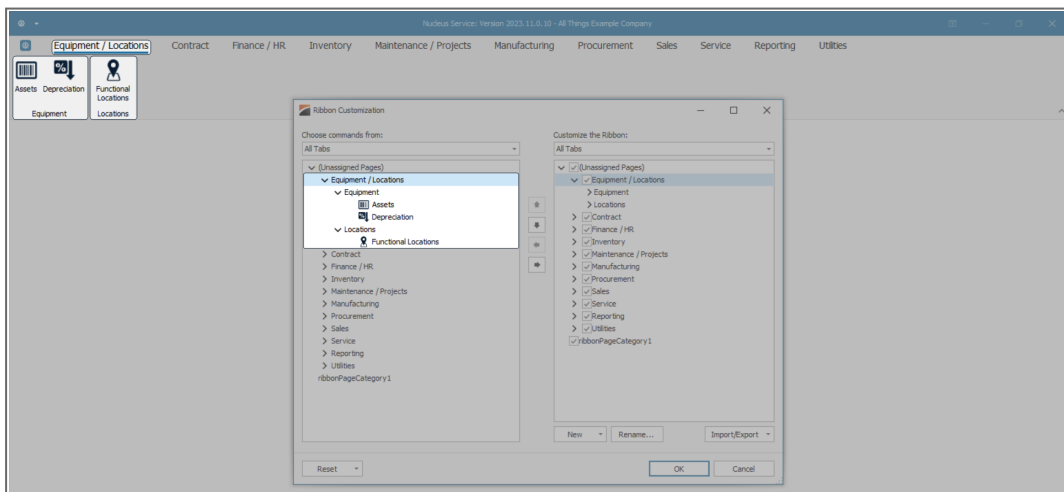 Nucleus Service: Version 2023.11.0.10 - All Things Example Company
Equipment / Locations Contract Finance / HR Inventory Maintenance / Projects Manufacturing Procurement Sales Service Reporting Utilities
Assets Depreciation Functional Locations
Equipment Locations
Ribbon Customization
Choose commands from:
All Tabs
(Unassigned Pages)
Equipment / Locations
Equipment
Assets
Depreciation
Locations
Functional Locations
Contract
Finance / HR
Inventory
Maintenance / Projects
Manufacturing
Procurement
Sales
Service
Reporting
Utilities
ribbonPageCategory1
Customize the Ribbon:
All Tabs
(Unassigned Pages)
Equipment / Locations
Equipment
Locations
Contract
Finance / HR
Inventory
Maintenance / Projects
Manufacturing
Procurement
Sales
Service
Reporting
Utilities
ribbonPageCategory1
New Rename... Import/Export
Reset OK Cancel